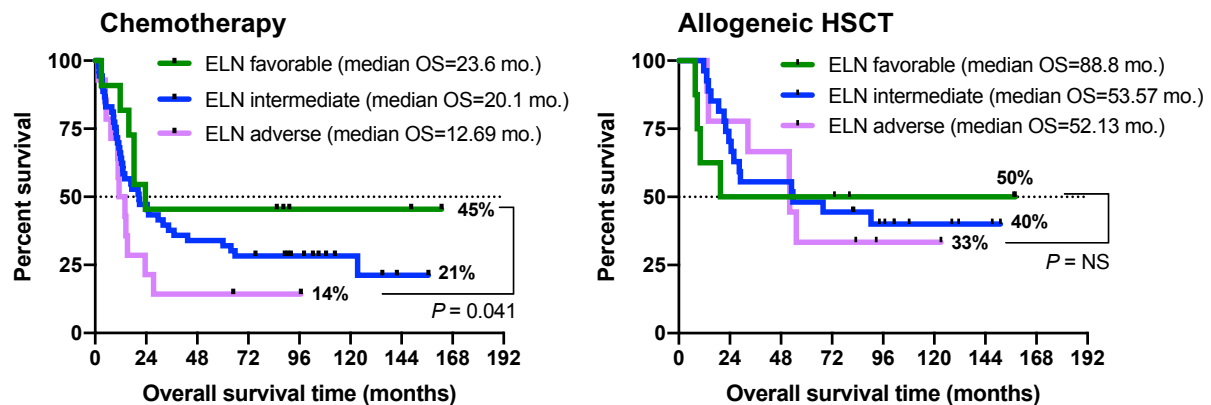 Chemotherapy
Percent survival
100
75
50
25
0
ELN favorable (median OS=23.6 mo.)
ELN intermediate (median OS=20.1 mo.)
ELN adverse (median OS=12.69 mo.)
45%
21%
14%
P = 0.041
0 24 48 72 96 120 144 168 192
Overall survival time (months)
Allogeneic HSCT
Percent survival
100
75
50
25
0
ELN favorable (median OS=88.8 mo.)
ELN intermediate (median OS=53.57 mo.)
ELN adverse (median OS=52.13 mo.)
50%
40%
33%
P = NS
0 24 48 72 96 120 144 168 192
Overall survival time (months)